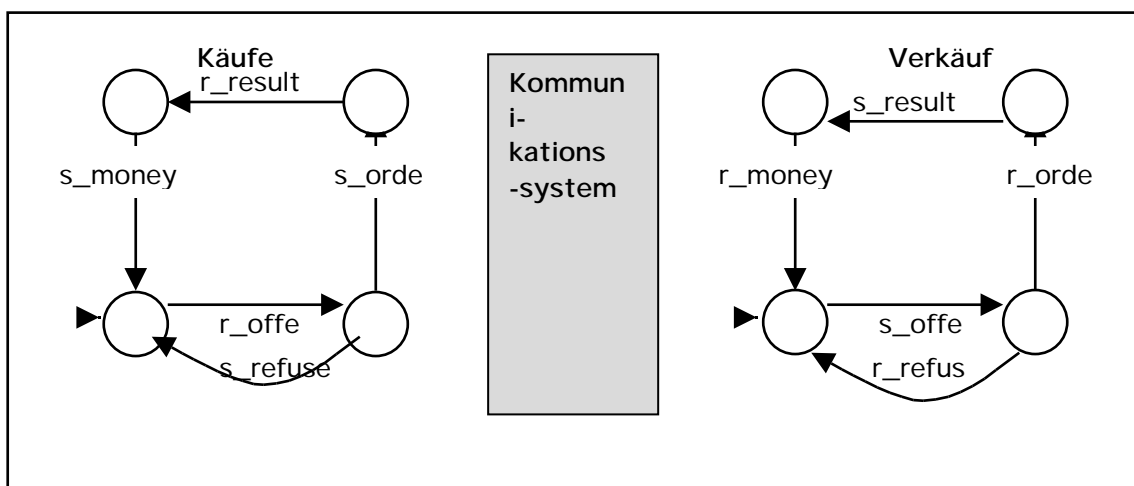 Käufe
r_result
s_money
s_orde
r_offe
s_refuse
Kommun
i-
kations
-system
Verkäuf
s_result
r_money
r_orde
s_offe
r_refus